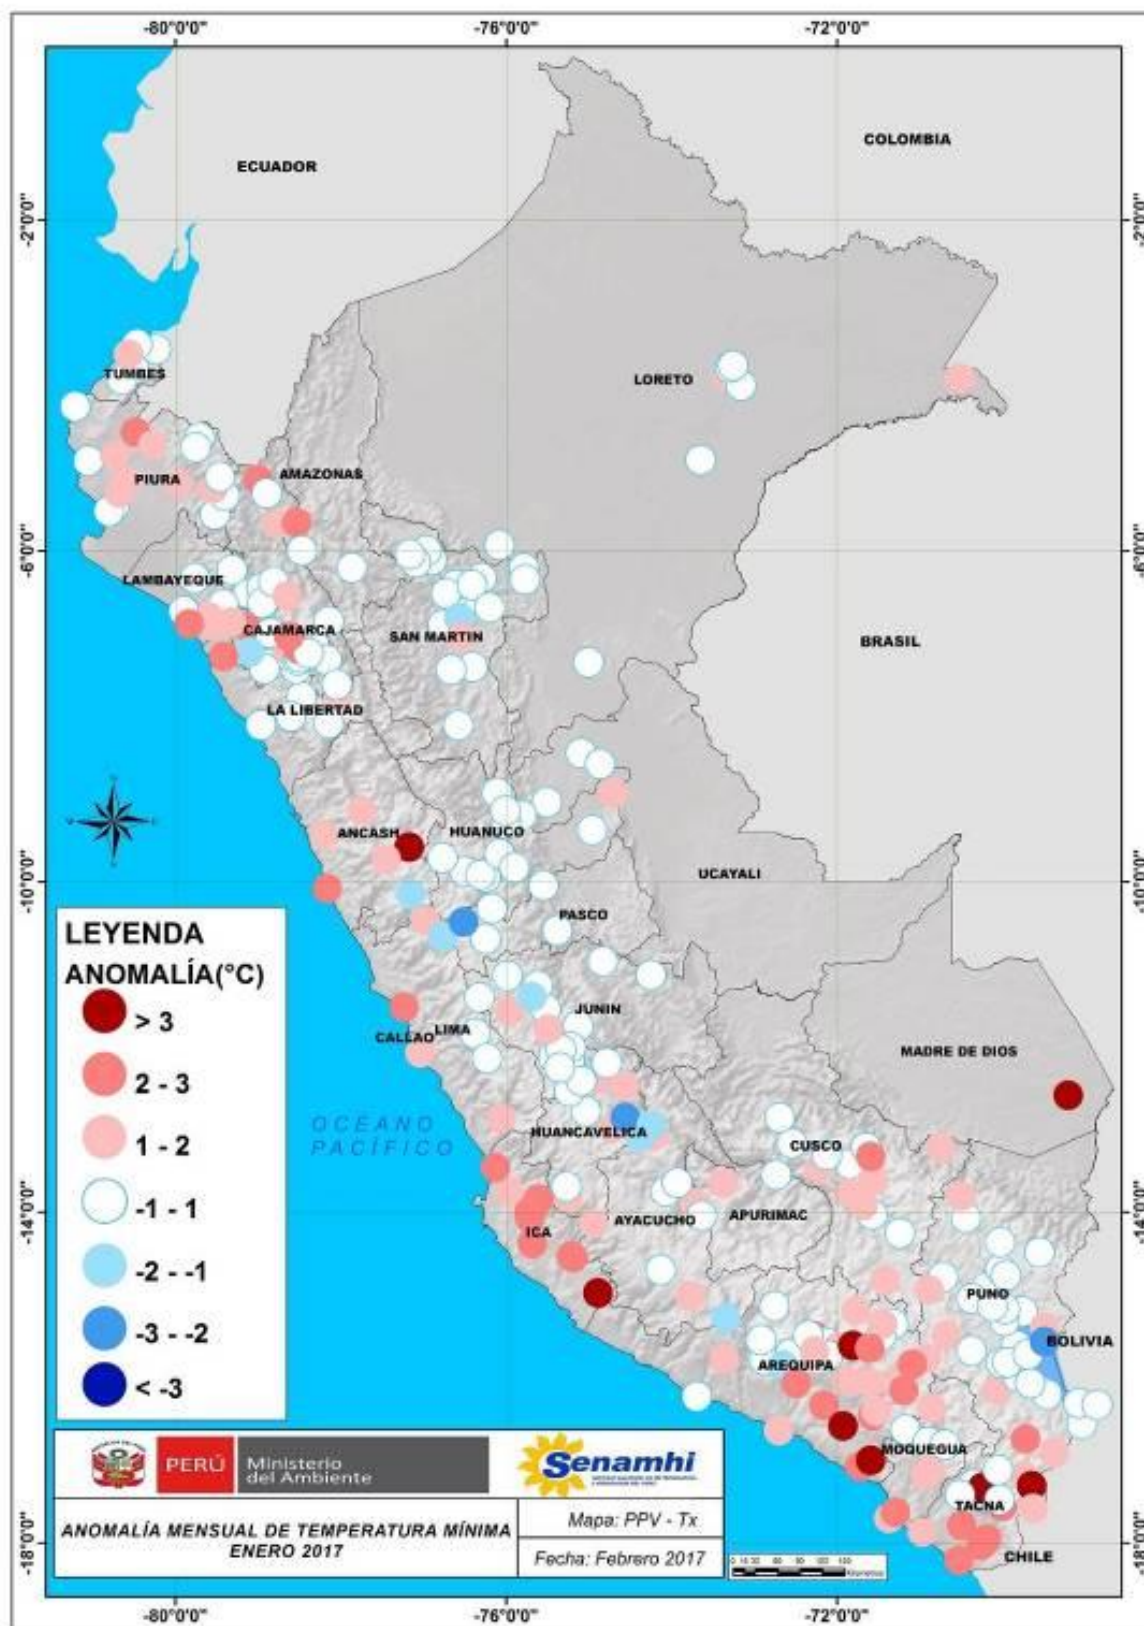 -80°0'0"
-76°0'0"
-72°0'0"
COLOMBIA
ECUADOR
-2°0'0"
-2°0'0"
TUMBES
LORETO
PIURA
AMAZONAS
-6°0'0"
-6°0'0"
LAMBAYEQUE
CAJAMARCA
SAN MARTIN
BRASIL
LA LIBERTAD
ANCASH
HUANUCO
UCAYALI
-10°0'0"
-10°0'0"
PASCO
LEYENDA
ANOMALÍA(°C)
> 3
2 - 3
1 - 2
-1 - 1
-2 - -1
-3 - -2
< -3
JUNIN
LIMA
CALLAO
MADRE DE DIOS
OCÉANO
PACÍFICO
HUANCAVELICA
CUSCO
-14°0'0"
AYACUCHO
APURIMAC
-14°0'0"
ICA
PUNO
BOLIVIA
AREQUIPA
MOQUEGUA
TACNA
CHILE
PERÚ
Ministerio
del Ambiente
Senamhi
ANOMALÍA MENSUAL DE TEMPERATURA MÍNIMA
ENERO 2017
Mapa: PPV - Tx
Fecha: Febrero 2017
-18°0'0"
-18°0'0"
-80°0'0"
-76°0'0"
-72°0'0"